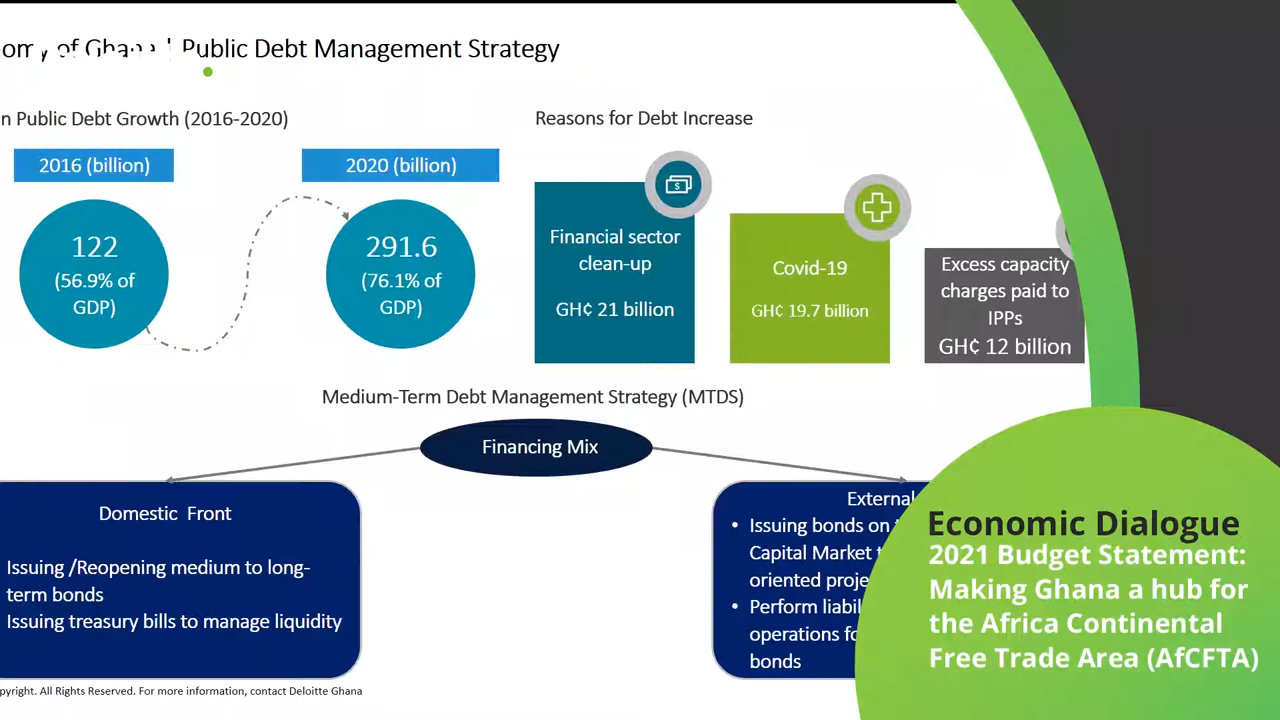 of Ghana | Public Debt Management Strategy
n Public Debt Growth (2016-2020)
Reasons for Debt Increase
2016 (billion)
2020 (billion)
122
(56.9% of
GDP)
291.6
(76.1% of
GDP)
Financial sector
clean-up
GH₵ 21 billion
Covid-19
GH₵ 19.7 billion
Excess capacity
charges paid to
IPPs
GH₵ 12 billion
Medium-Term Debt Management Strategy (MTDS)
Financing Mix
Domestic Front
Issuing /Reopening medium to long-
term bonds
Issuing treasury bills to manage liquidity
External
• Issuing bonds on
Capital Market
oriented
• Perform
operations
bonds
pyright. All Rights Reserved. For more information, contact Deloitte Ghana
Economic Dialogue
2021 Budget Statement:
Making Ghana a hub for
the Africa Continental
Free Trade Area (AfCFTA)